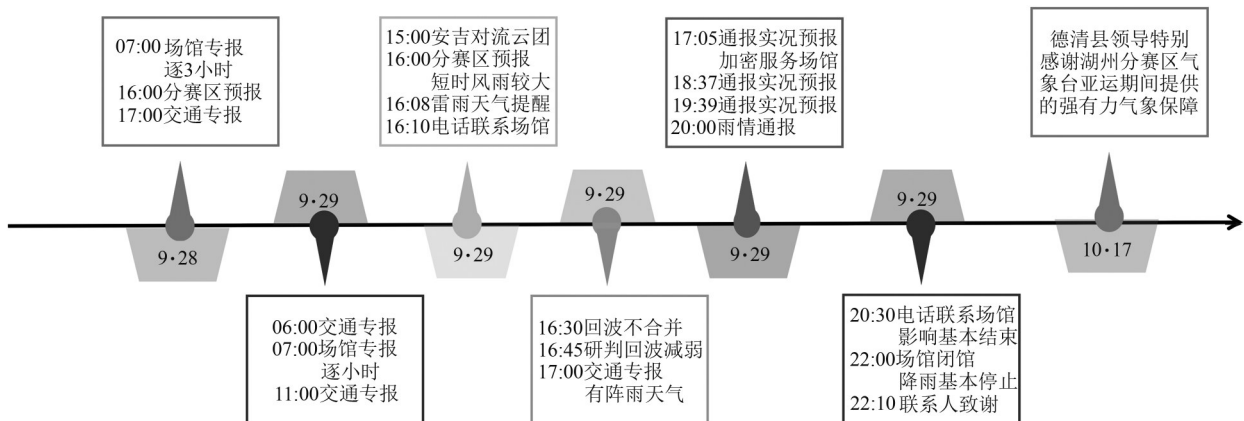 07:00场馆专报
逐3小时
16:00分赛区预报
17:00交通专报
9·28
9·29
06:00交通专报
07:00场馆专报
逐小时
11:00交通专报
15:00安吉对流云团
16:00分赛区预报
短时风雨较大
16:08雷雨天气提醒
16:10电话联系场馆
9·29
9·29
16:30回波不合并
16:45研判回波减弱
17:00交通专报
有阵雨天气
17:05通报实况预报
加密服务场馆
18:37通报实况预报
19:39通报实况预报
20:00雨情通报
9·29
9·29
20:30电话联系场馆
影响基本结束
22:00场馆闭馆
降雨基本停止
22:10联系人致谢
德清县领导特别
感谢湖州分赛区气
象台亚运期间提供
的强有力气象保障
10·17